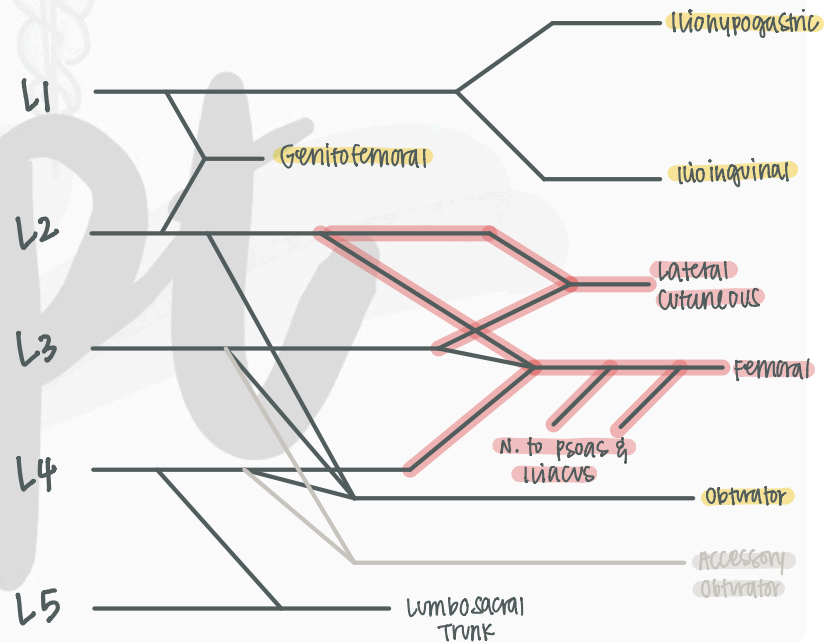 Iliohypogastric
L1
Genitofemoral
Ilioinguinal
L2
Lateral
Cutaneous
L3
Femoral
N. to psoas &
Iliacus
L4
Obturator
Accessory
Obturator
L5
Lumbosacral
Trunk
pt